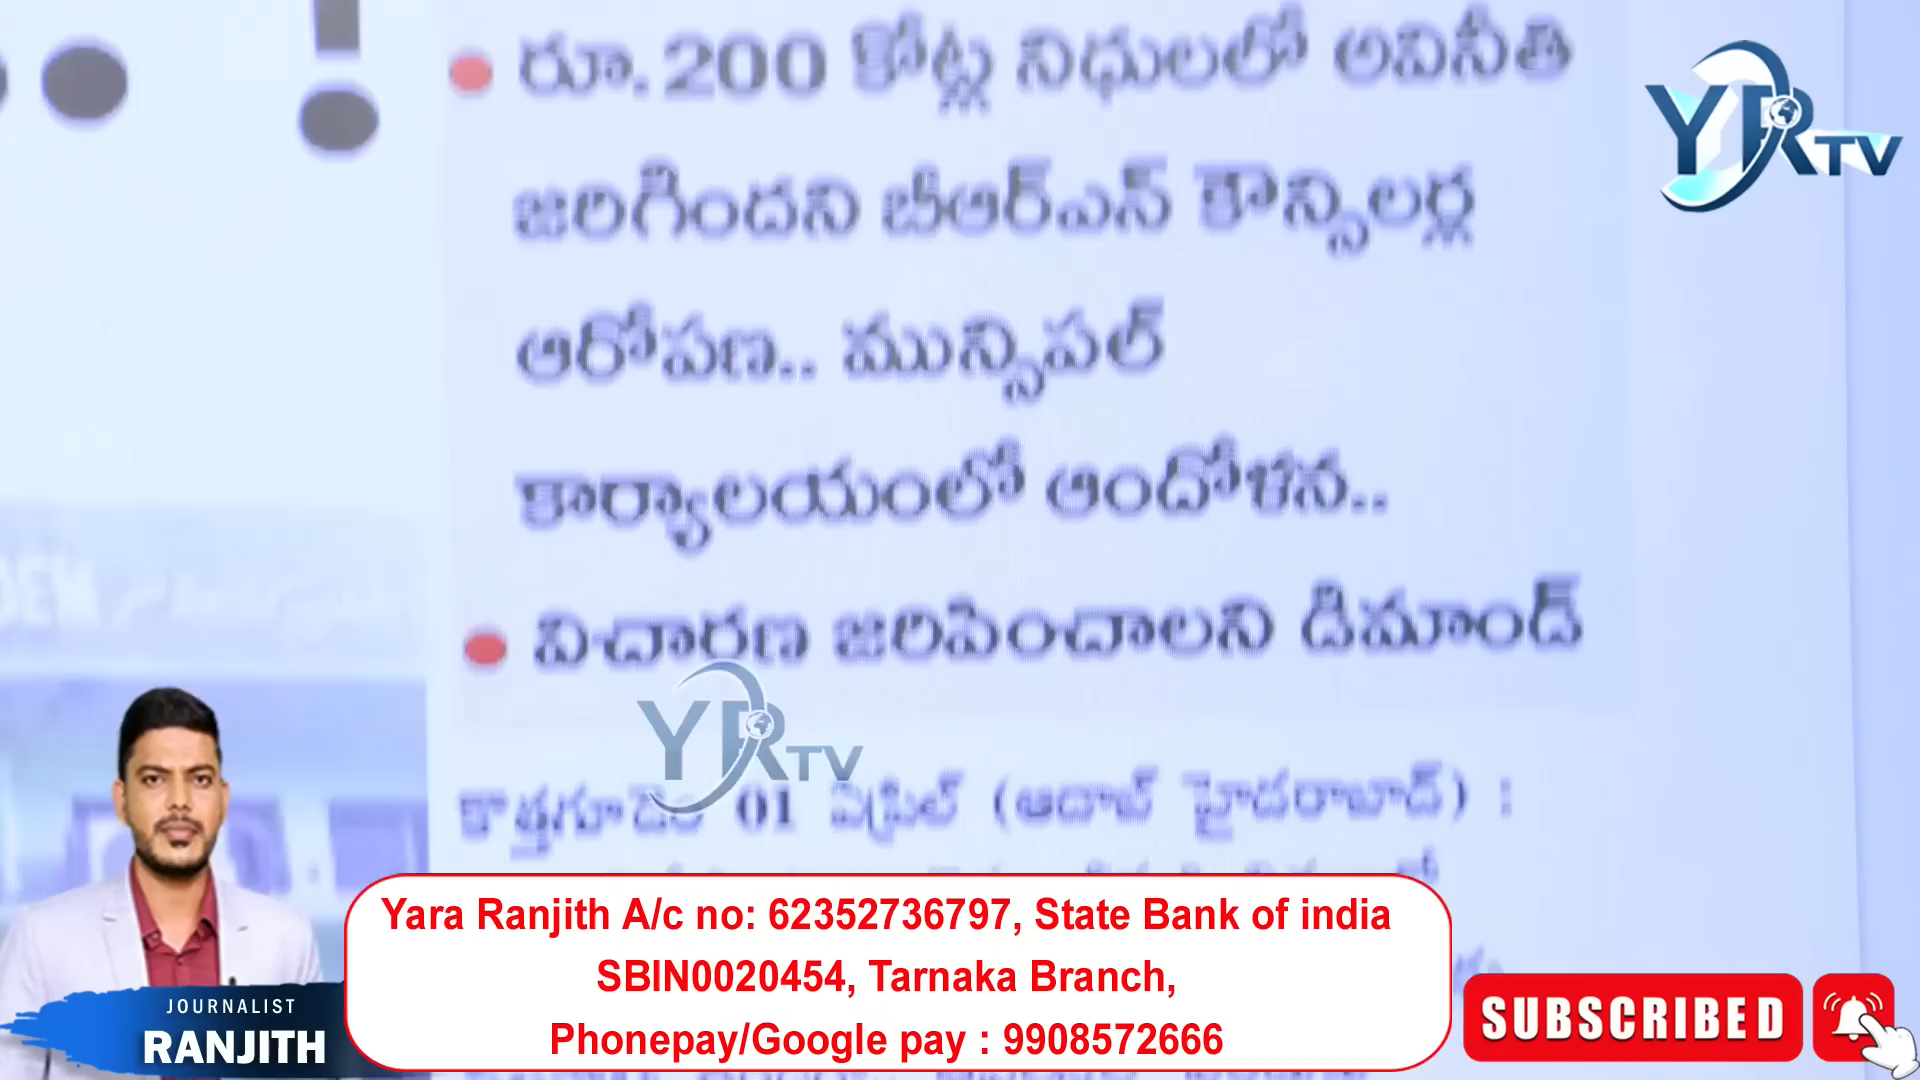 రూ. 200 కోట్ల నిధులలో అవినీతి
జరిగిందని బీఆర్ఎస్ కౌన్సిలర్ల
ఆరోపణ.. మున్సిపల్
కార్యాలయంలో ఆందోళన..
విచారణ జరిపించాలని డిమాండ్
కొత్తగూడెం 01 ఏప్రిల్ (ఆదాబ్ హైదరాబాద్) :
YR TV
YR TV
JOURNALIST
RANJITH
Yara Ranjith A/c no: 62352736797, State Bank of india
SBIN0020454, Tarnaka Branch,
Phonepay/Google pay : 9908572666
SUBSCRIBED